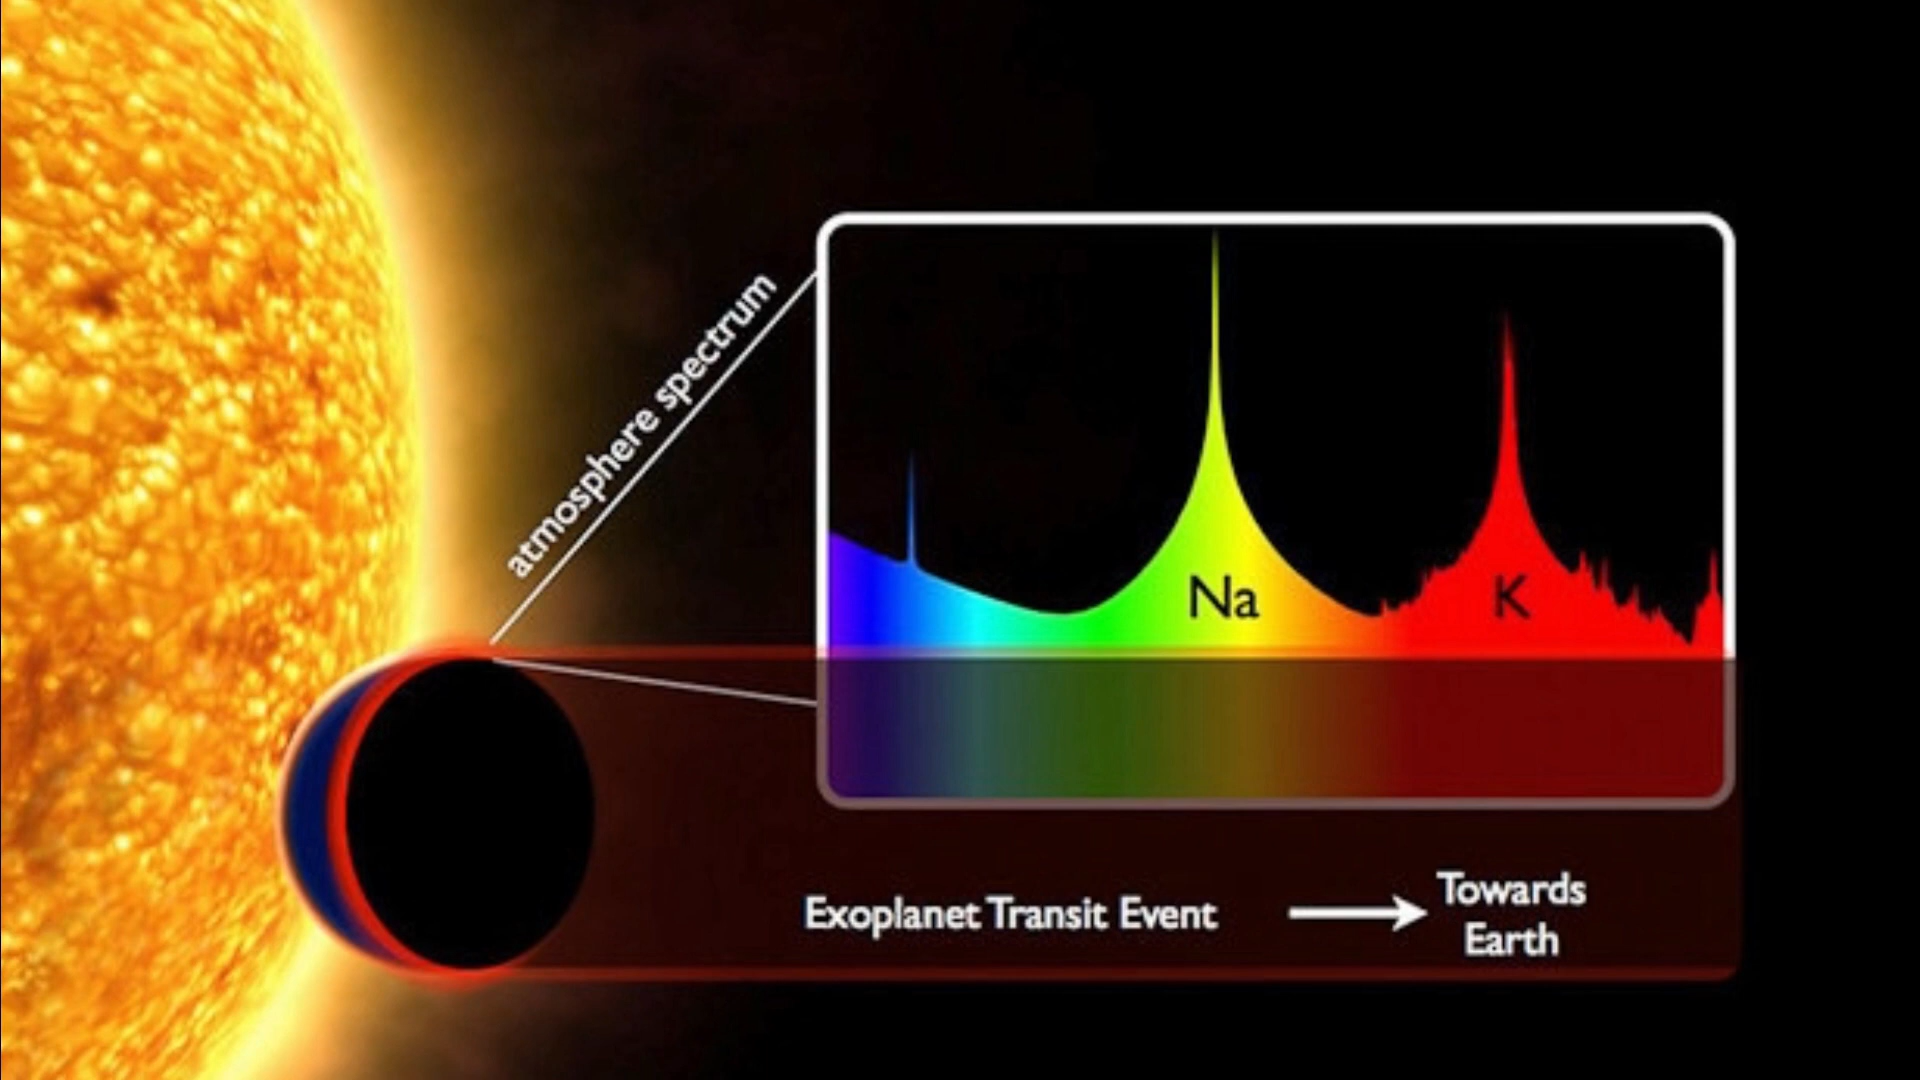 atmosphere spectrum
Na
K
Exoplanet Transit Event
Towards
Earth